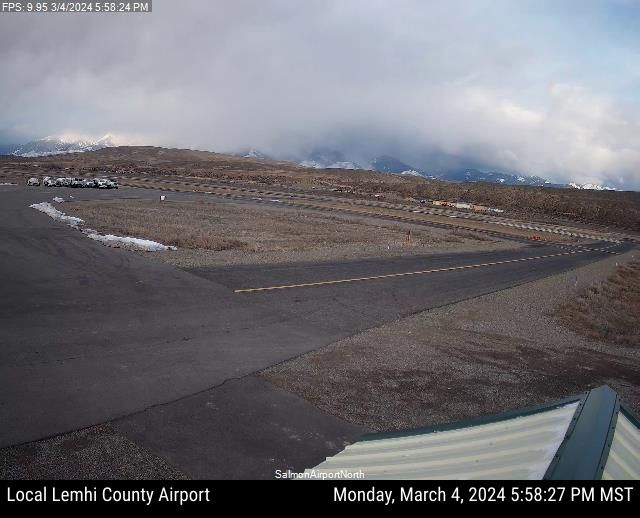 FPS: 9.95 3/4/2024 5:58:24 PM
SalmonAirportNorth
Local Lemhi County Airport Monday, March 4, 2024 5:58:27 PM MST